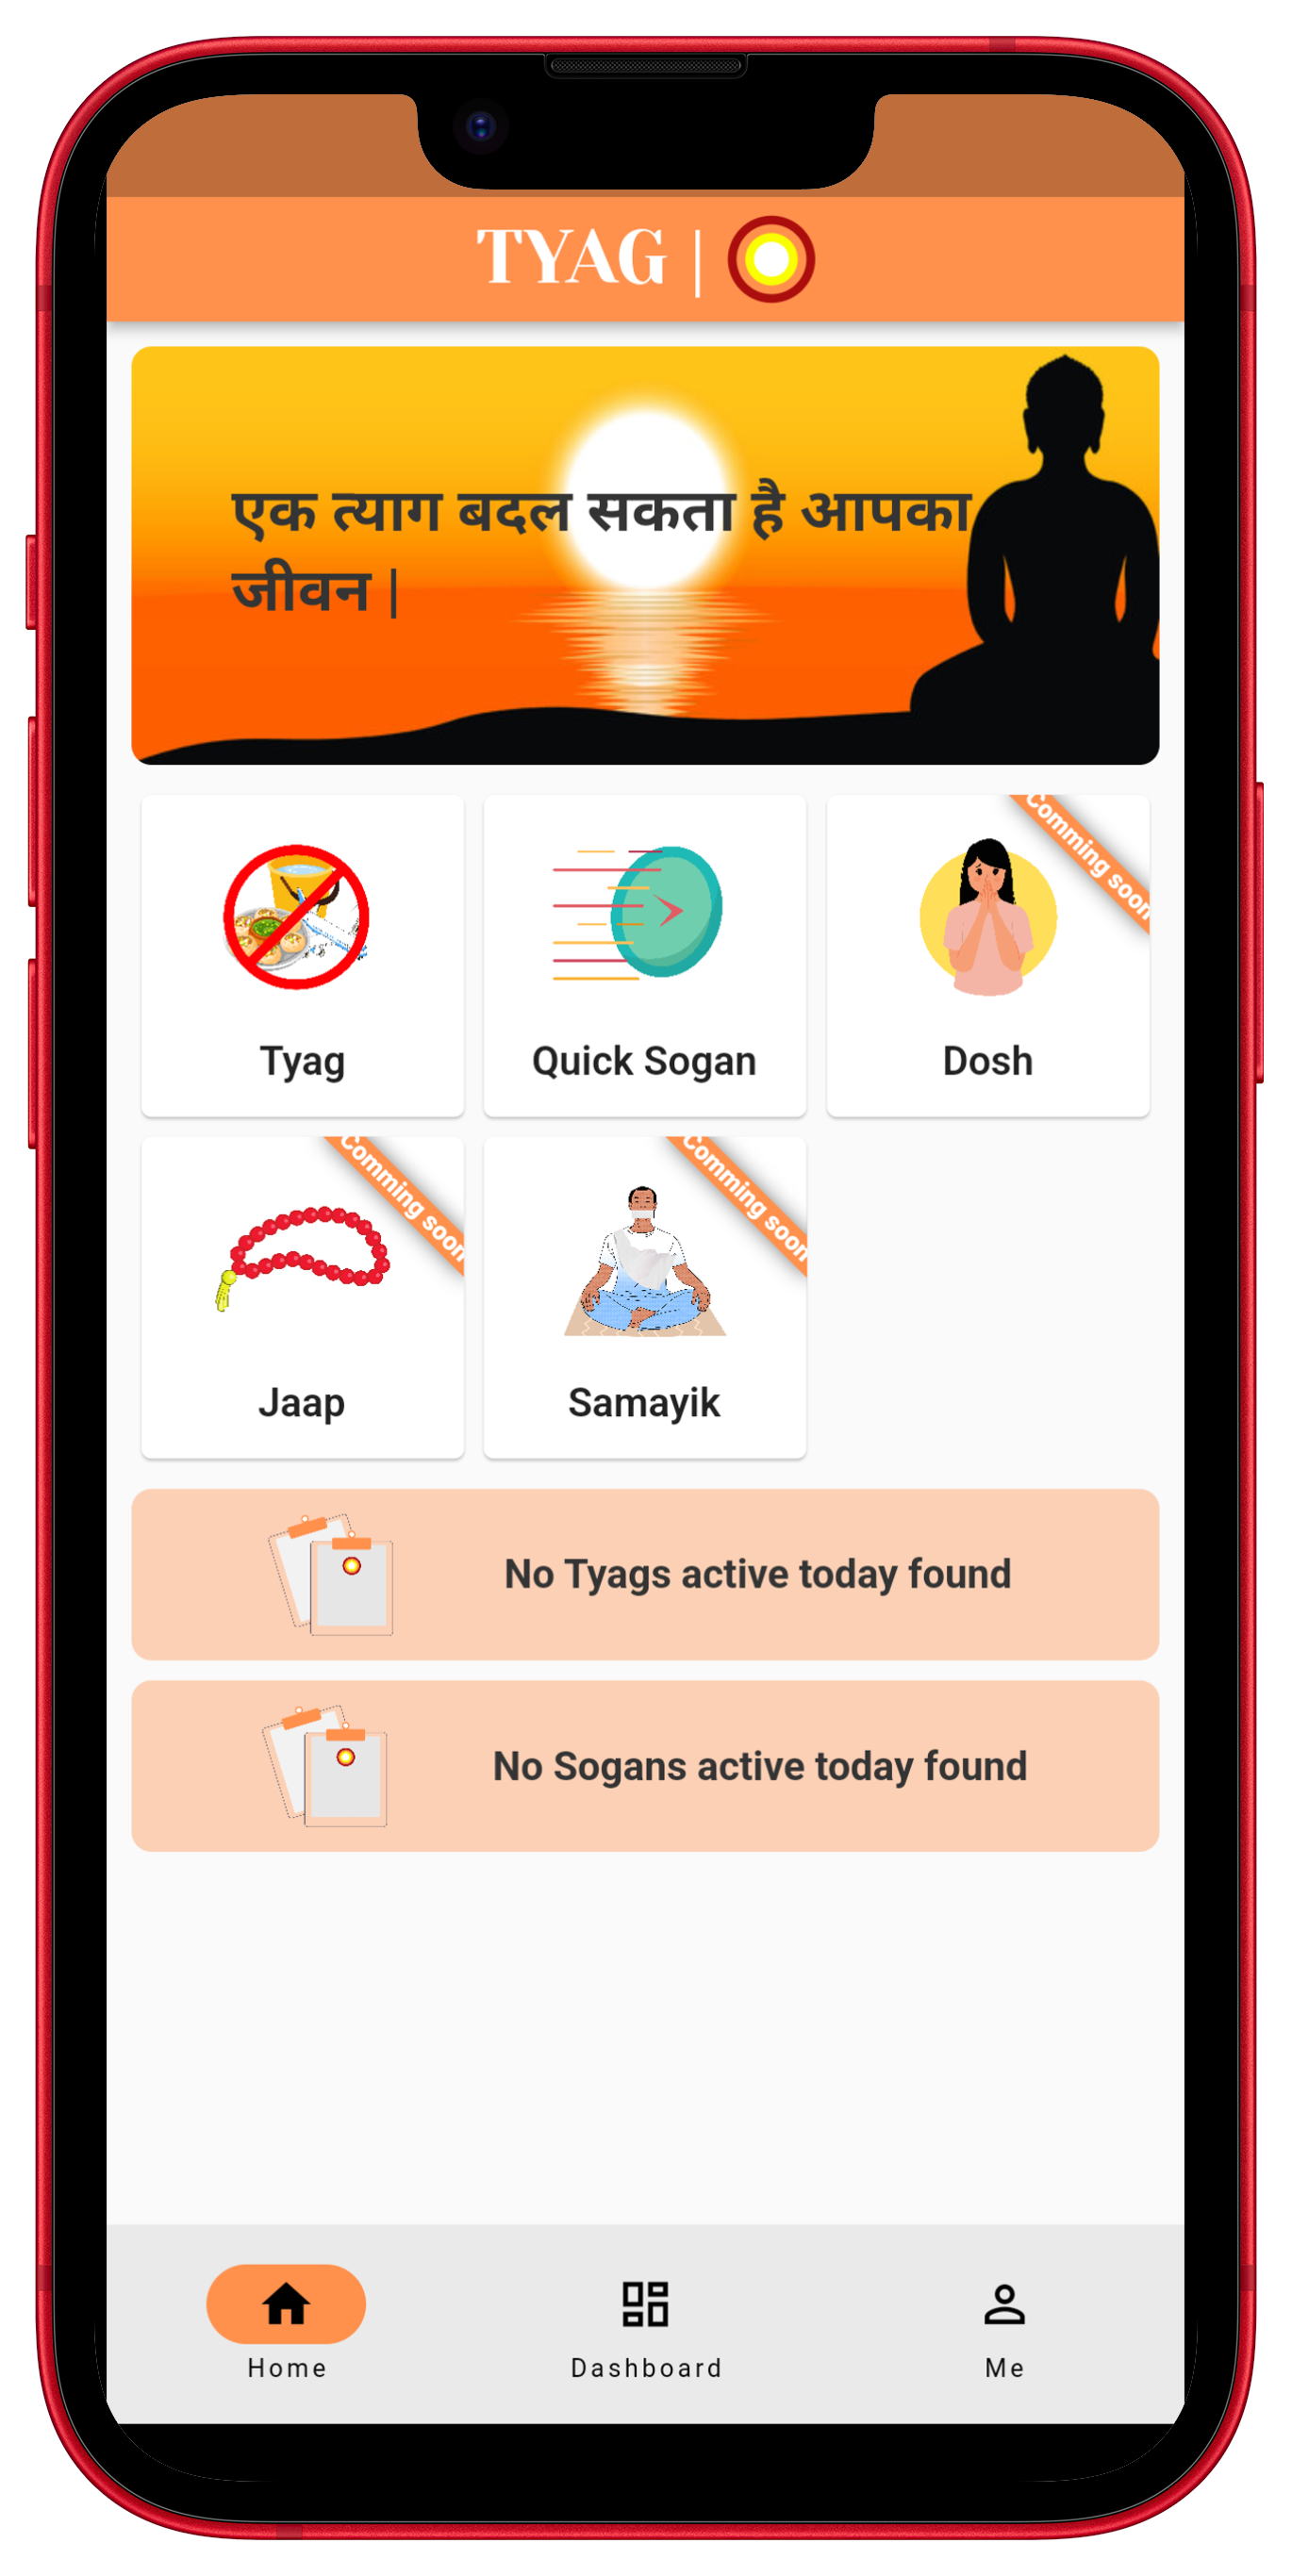 TYAG |
एक त्याग बदल सकता है आपका
जीवन |
Comming soon
Tyag
Quick Sogan
Dosh
Comming soon
Comming soon
Jaap
Samayik
No Tyags active today found
No Sogans active today found
Home
Dashboard
Me